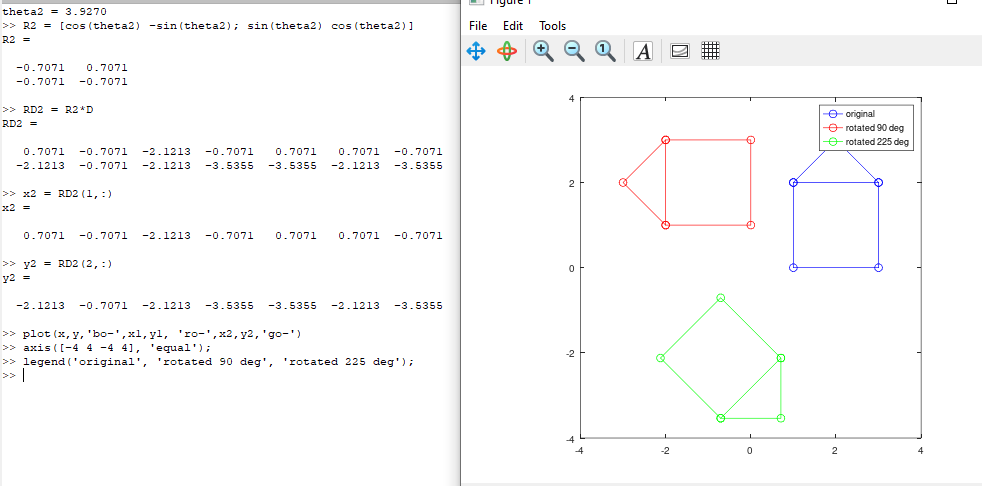 theta2 = 3.9270
>> R2 = [cos(theta2) -sin(theta2); sin(theta2) cos(theta2)]
R2 =
-0.7071 0.7071
-0.7071 -0.7071
>> RD2 = R2*D
RD2 =
0.7071 -0.7071 -2.1213 -0.7071 0.7071 0.7071 -0.7071
-2.1213 -0.7071 -2.1213 -3.5355 -3.5355 -2.1213 -3.5355
>> x2 = RD2(1,:)
x2 =
0.7071 -0.7071 -2.1213 -0.7071 0.7071 0.7071 -0.7071
>> y2 = RD2(2,:)
y2 =
-2.1213 -0.7071 -2.1213 -3.5355 -3.5355 -2.1213 -3.5355
>> plot(x,y,'bo-',x1,y1, 'ro-',x2,y2,'go-')
>> axis([-4 4 -4 4], 'equal');
>> legend('original', 'rotated 90 deg', 'rotated 225 deg');
>>
Figure 1
File Edit Tools
1 A
4
2
0
-2
-4
-4 -2 0 2 4
original
rotated 90 deg
rotated 225 deg